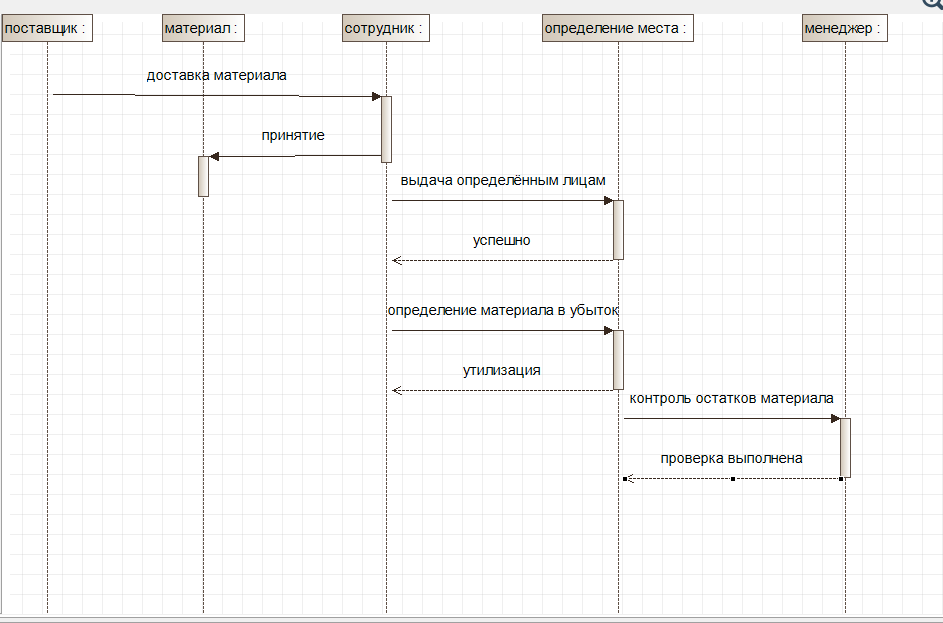 поставщик :
материал :
сотрудник :
определение места :
менеджер :
доставка материала
принятие
выдача определённым лицам
успешно
определение материала в убыток
утилизация
контроль остатков материала
проверка выполнена